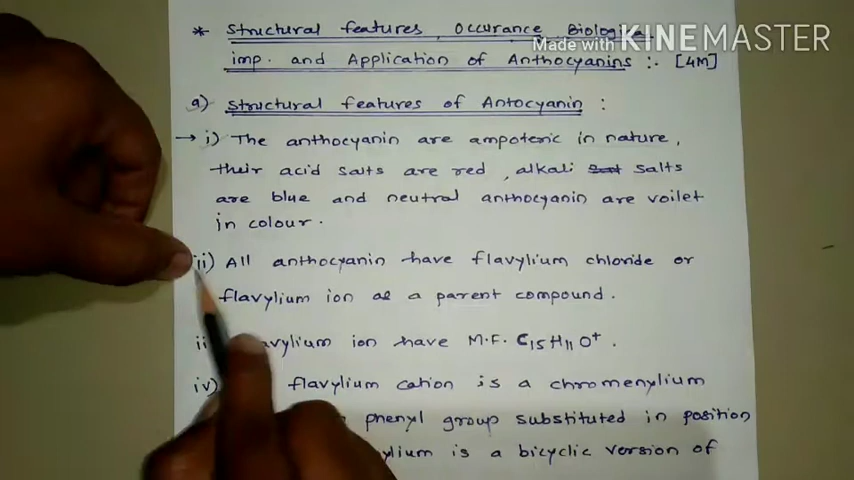 * Structural features, Occurance, Biological
Made with KINEMASTER
imp. and Application of Anthocyanins :. [4M]
a) Structural features of Antocyanin :
→ i) The anthocyanin are ampoteric in nature,
their acid salts are red, alkali salts
are blue and neutral anthocyanin are voilet
in colour.
ii) All anthocyanin have flavylium chloride or
flavylium ion as a parent compound.
ion have M.F. C₁₅H₁₁O⁺.
iv) flavylium cation is a chromenylium
phenyl group substituted in position
is a bicyclic version of